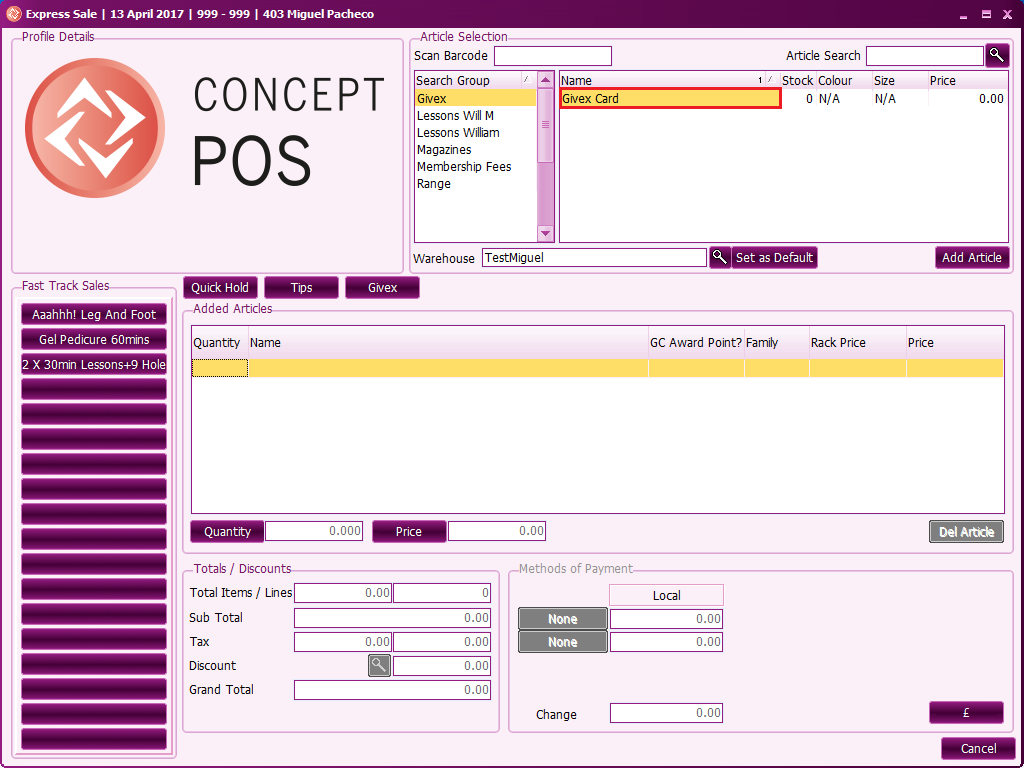 Express Sale | 13 April 2017 | 999 - 999 | 403 Miguel Pacheco
Profile Details
CONCEPT
POS
Article Selection
Scan Barcode
Article Search
Search Group
Givex
Lessons Will M
Lessons William
Magazines
Membership Fees
Range
Name 1 Stock Colour Size Price
Givex Card 0 N/A N/A 0.00
Warehouse TestMiguel Set as Default Add Article
Fast Track Sales
Aaahhh! Leg And Foot
Gel Pedicure 60mins
2 X 30min Lessons+9 Hole
Quick Hold Tips Givex
Added Articles
Quantity Name GC Award Point? Family Rack Price Price
Quantity 0.000 Price 0.00 Del Article
Totals / Discounts
Total Items / Lines 0.00 0
Sub Total 0.00
Tax 0.00 0.00
Discount 0.00
Grand Total 0.00
Methods of Payment
Local
None 0.00
None 0.00
Change 0.00
£
Cancel